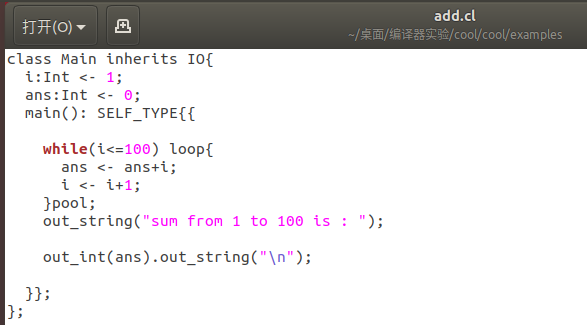 打开(O)
add.cl
~/桌面/编译器实验/cool/cool/examples
class Main inherits IO{
  i:Int <- 1;
  ans:Int <- 0;
  main(): SELF_TYPE{{

    while(i<=100) loop{
      ans <- ans+i;
      i <- i+1;
    }pool;
    out_string("sum from 1 to 100 is : ");

    out_int(ans).out_string("\n");

  }};
};